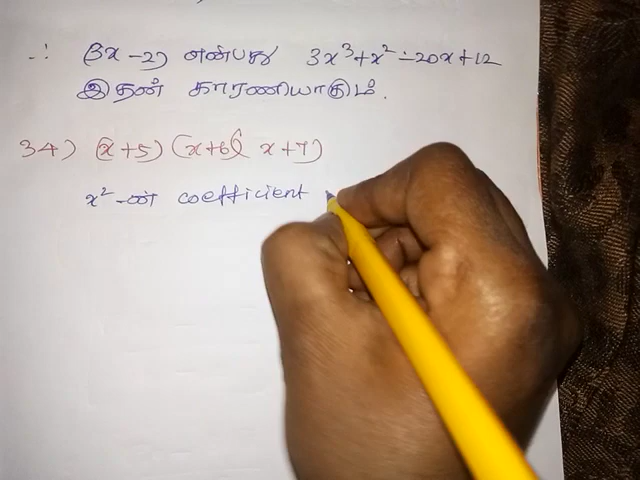 ∴ (3x - 2) என்பது 3x³ + x² - 20x + 12
இதன் காரணியாகும்.
34) (x + 5) (x + 6) ( x + 7)
x² - ன் coefficient